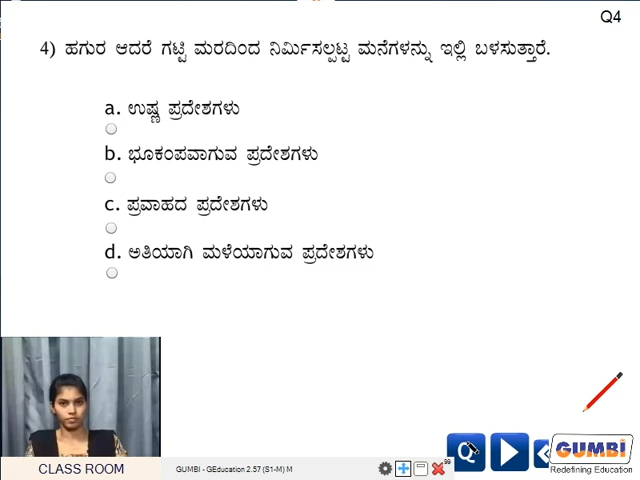 Q4
4) ಹಗುರ ಆದರೆ ಗಟ್ಟಿ ಮರದಿಂದ ನಿರ್ಮಿಸಲ್ಪಟ್ಟ ಮನೆಗಳನ್ನು ಇಲ್ಲಿ ಬಳಸುತ್ತಾರೆ.
a. ಉಷ್ಣ ಪ್ರದೇಶಗಳು
b. ಭೂಕಂಪವಾಗುವ ಪ್ರದೇಶಗಳು
c. ಪ್ರವಾಹದ ಪ್ರದೇಶಗಳು
d. ಅತಿಯಾಗಿ ಮಳೆಯಾಗುವ ಪ್ರದೇಶಗಳು
Q
GUMBI
Redefining Education
CLASS ROOM
GUMBI - GEducation 2.57 (S1-M) M